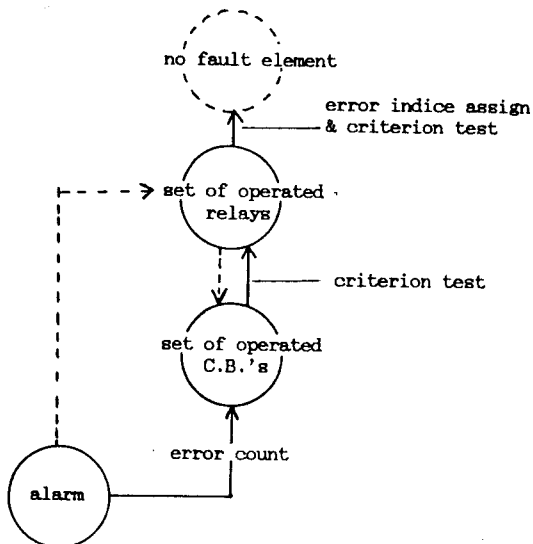 no fault element
error indice assign
& criterion test
set of operated
relays
criterion test
set of operated
C.B.'s
error count
alarm